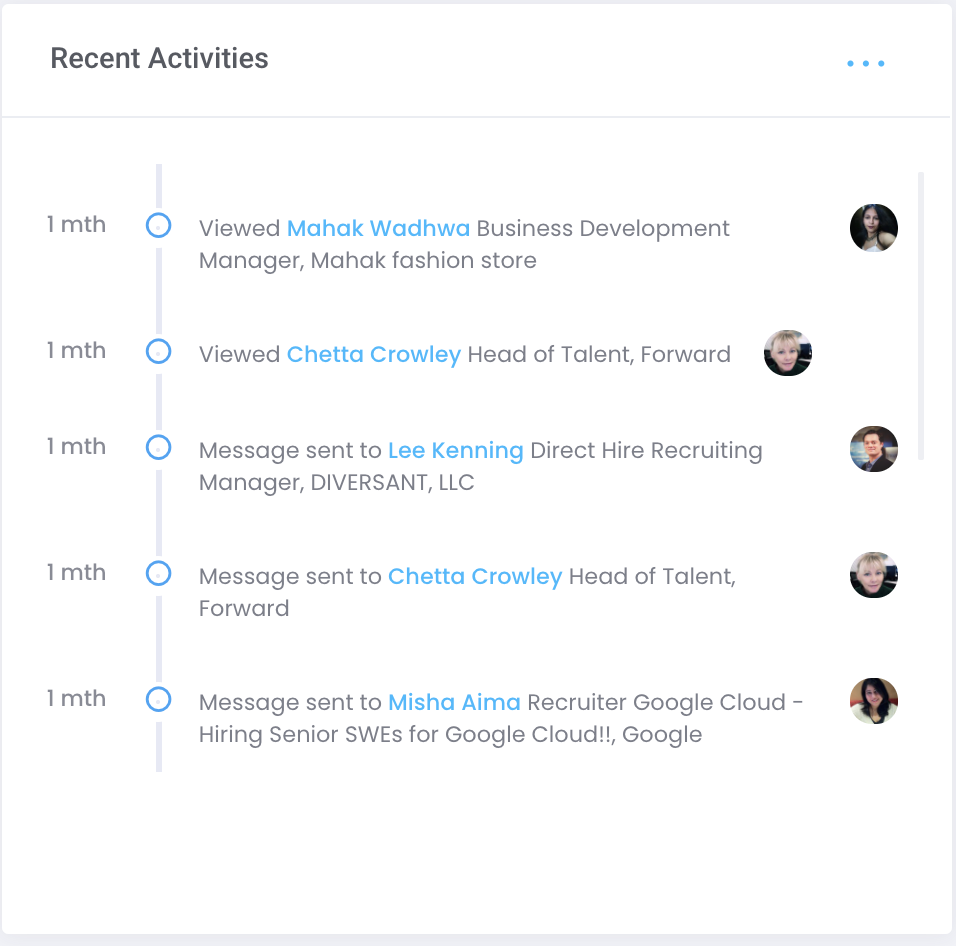 Recent Activities
1 mth
Viewed Mahak Wadhwa Business Development
Manager, Mahak fashion store
1 mth
Viewed Chetta Crowley Head of Talent, Forward
1 mth
Message sent to Lee Kenning Direct Hire Recruiting
Manager, DIVERSANT, LLC
1 mth
Message sent to Chetta Crowley Head of Talent,
Forward
1 mth
Message sent to Misha Aima Recruiter Google Cloud -
Hiring Senior SWEs for Google Cloud!!, Google